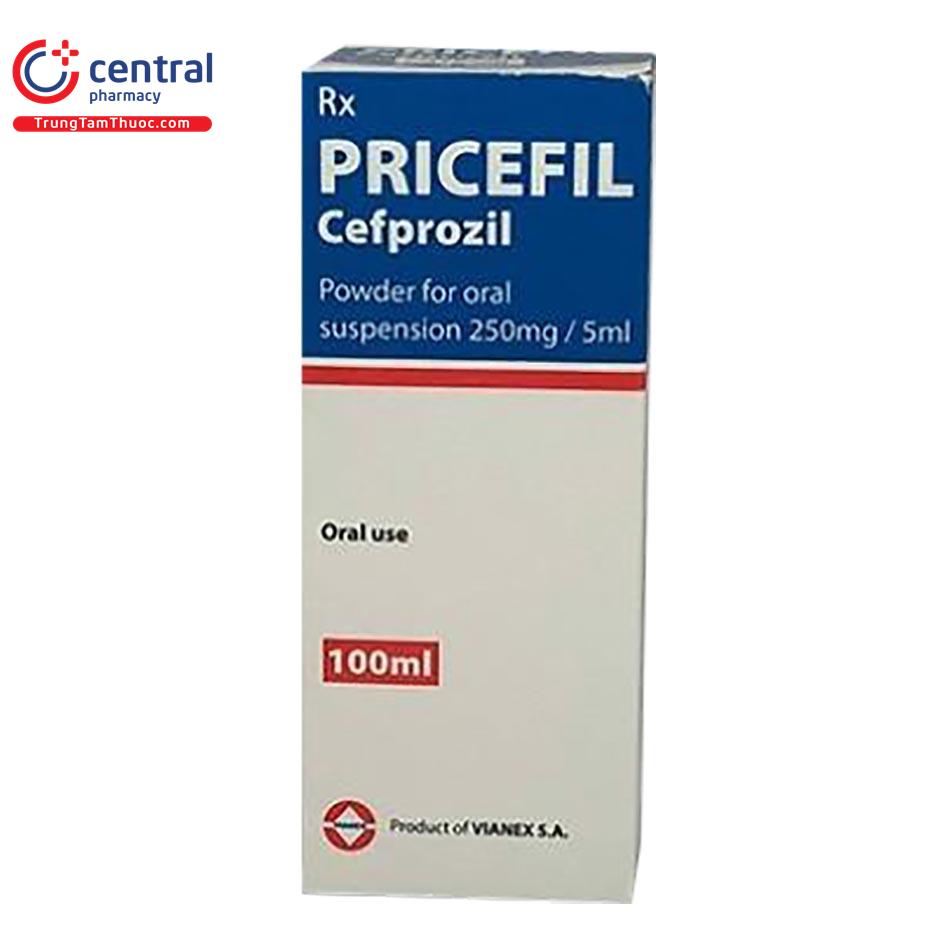 central
pharmacy
TrungTamThuoc.com
Rx
PRICEFIL
Cefprozil
Powder for oral
suspension 250mg / 5ml
Oral use
100ml
VIANEX
Product of VIANEX S.A.